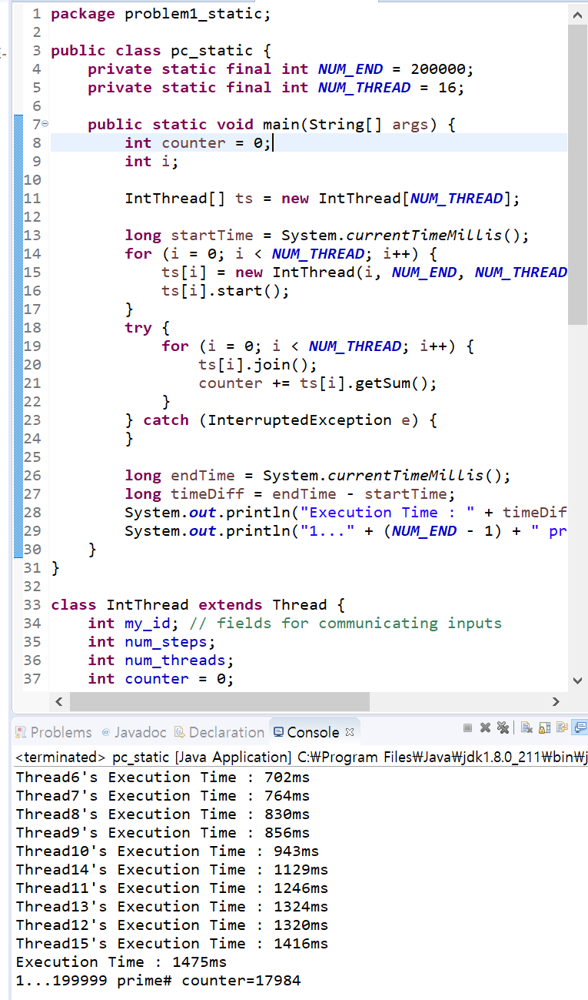 1 package problem1_static;
2
3 public class pc_static {
4     private static final int NUM_END = 200000;
5     private static final int NUM_THREAD = 16;
6
7     public static void main(String[] args) {
8         int counter = 0;
9         int i;
10
11         IntThread[] ts = new IntThread[NUM_THREAD];
12
13         long startTime = System.currentTimeMillis();
14         for (i = 0; i < NUM_THREAD; i++) {
15             ts[i] = new IntThread(i, NUM_END, NUM_THREAD
16             ts[i].start();
17         }
18         try {
19             for (i = 0; i < NUM_THREAD; i++) {
20                 ts[i].join();
21                 counter += ts[i].getSum();
22             }
23         } catch (InterruptedException e) {
24         }
25
26         long endTime = System.currentTimeMillis();
27         long timeDiff = endTime - startTime;
28         System.out.println("Execution Time : " + timeDif
29         System.out.println("1..." + (NUM_END - 1) + " pr
30     }
31 }
32
33 class IntThread extends Thread {
34     int my_id; // fields for communicating inputs
35     int num_steps;
36     int num_threads;
37     int counter = 0;
Problems @ Javadoc Declaration Console
<terminated> pc_static [Java Application] C:₩Program Files₩Java₩jdk1.8.0_211₩bin₩j
Thread6's Execution Time : 702ms
Thread7's Execution Time : 764ms
Thread8's Execution Time : 830ms
Thread9's Execution Time : 856ms
Thread10's Execution Time : 943ms
Thread14's Execution Time : 1129ms
Thread11's Execution Time : 1246ms
Thread13's Execution Time : 1324ms
Thread12's Execution Time : 1320ms
Thread15's Execution Time : 1416ms
Execution Time : 1475ms
1...199999 prime# counter=17984